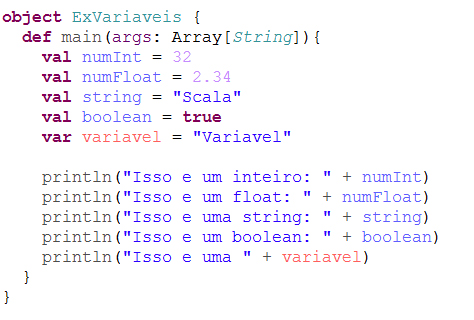 object ExVariaveis {
  def main(args: Array[String]){
    val numInt = 32
    val numFloat = 2.34
    val string = "Scala"
    val boolean = true
    var variavel = "Variavel"

    println("Isso e um inteiro: " + numInt)
    println("Isso e um float: " + numFloat)
    println("Isso e uma string: " + string)
    println("Isso e um boolean: " + boolean)
    println("Isso e uma " + variavel)
  }
}